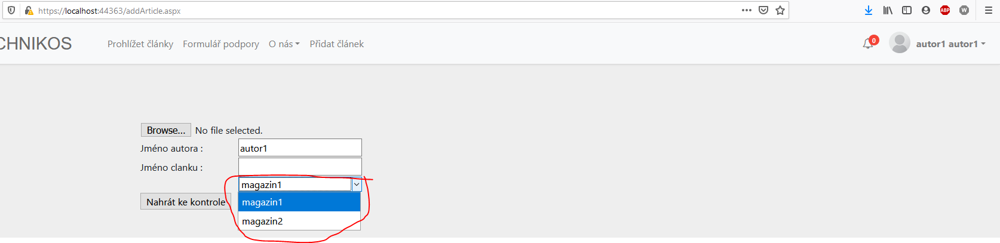 https://localhost:44363/addArticle.aspx
ABP
W
CHNIKOS
Prohlížet články
Formulář podpory
O nás
Přidat článek
0
autor1 autor1
Browse... No file selected.
Jméno autora : autor1
Jméno clanku :
magazin1
Nahrát ke kontrole
magazin1
magazin2